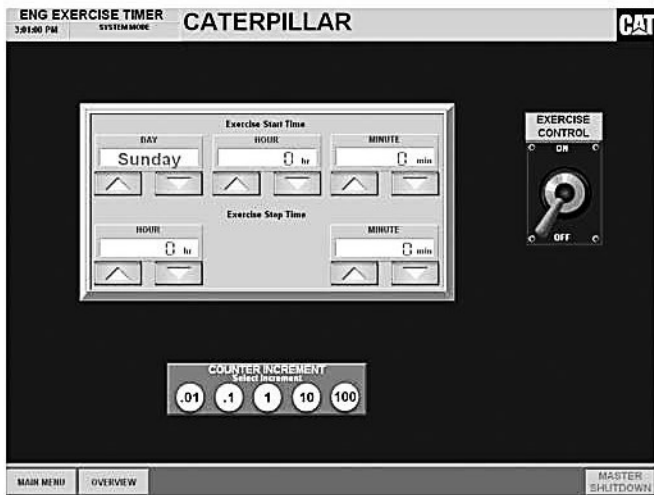 ENG EXERCISE TIMER
3:01:00 PM SYSTEM MODE
CATERPILLAR
CAT
Exercise Start Time
DAY HOUR MINUTE
Sunday 0 hr 0 min
Exercise Stop Time
HOUR MINUTE
0 hr 0 min
EXERCISE
CONTROL
ON
OFF
COUNTER INCREMENT
Select Increment
.01 .1 1 10 100
MAIN MENU OVERVIEW
MASTER
SHUTDOWN